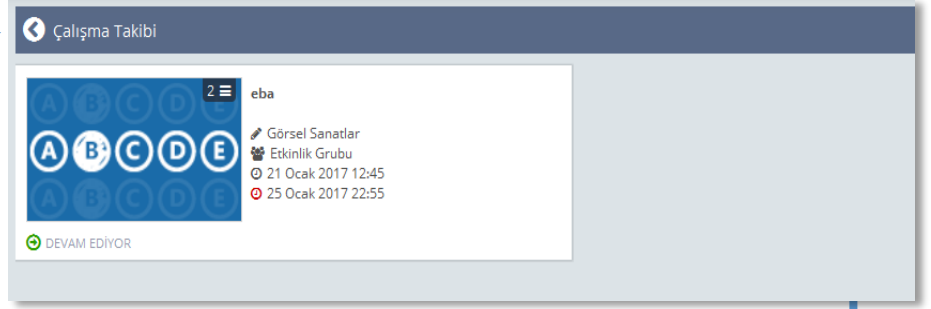 Çalışma Takibi
2
eba
A B C D E
Görsel Sanatlar
A B C D E
Etkinlik Grubu
21 Ocak 2017 12:45
A B C D E
25 Ocak 2017 22:55
DEVAM EDİYOR